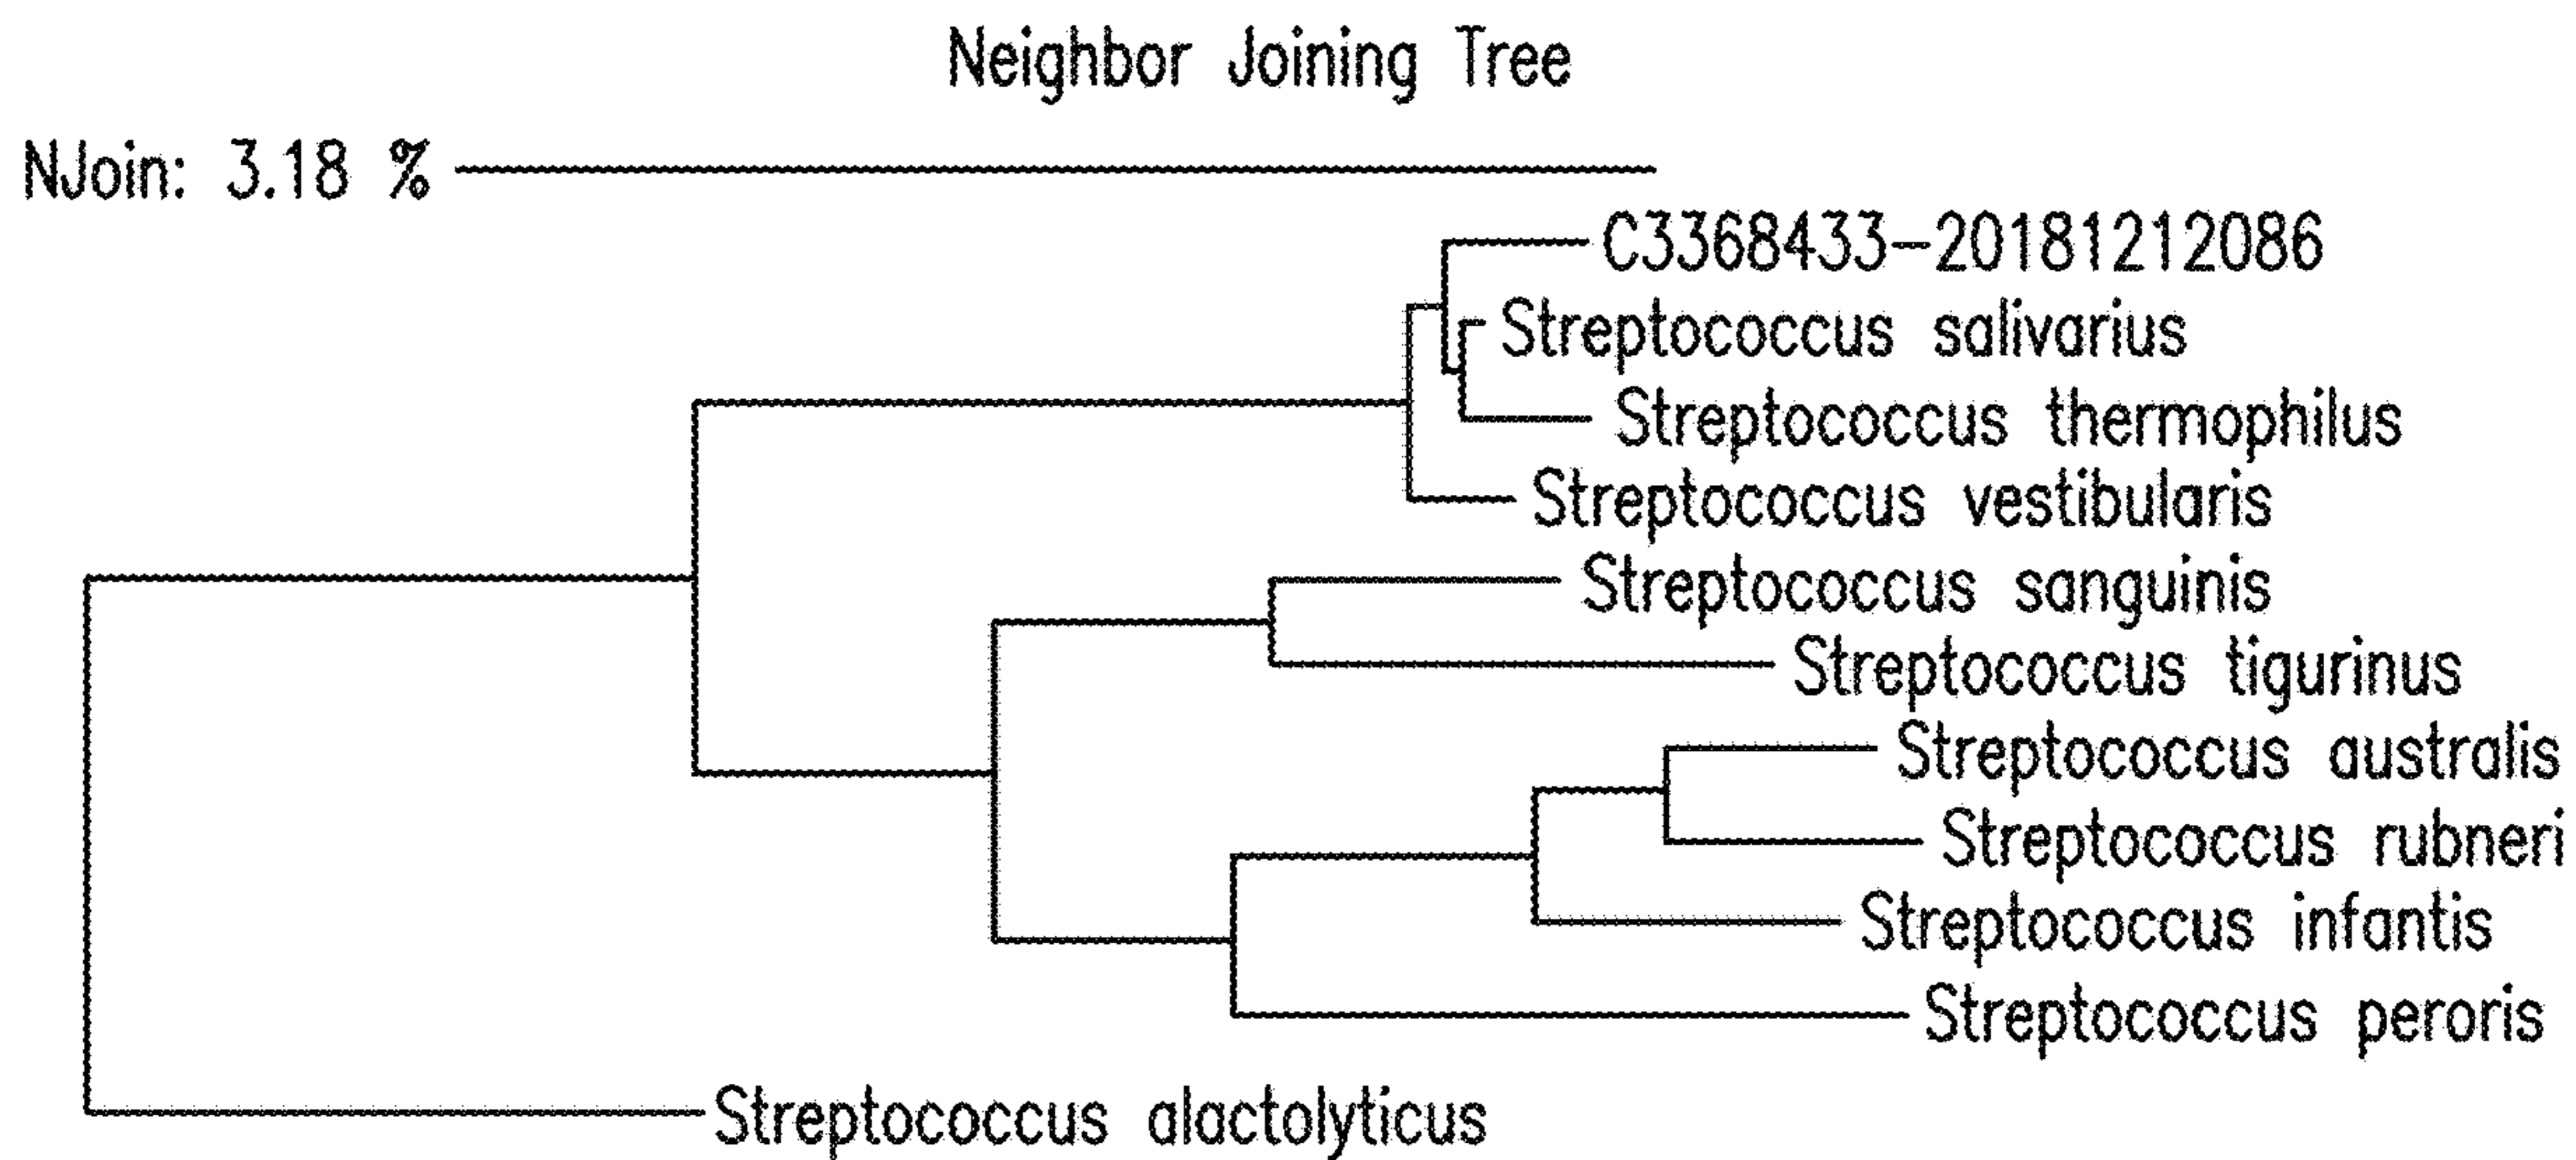 Neighbor Joining Tree
NJoin: 3.18 %
C3368433-20181212086
Streptococcus salivarius
Streptococcus thermophilus
Streptococcus vestibularis
Streptococcus sanguinis
Streptococcus tigurinus
Streptococcus australis
Streptococcus rubneri
Streptococcus infantis
Streptococcus peroris
Streptococcus alactolyticus